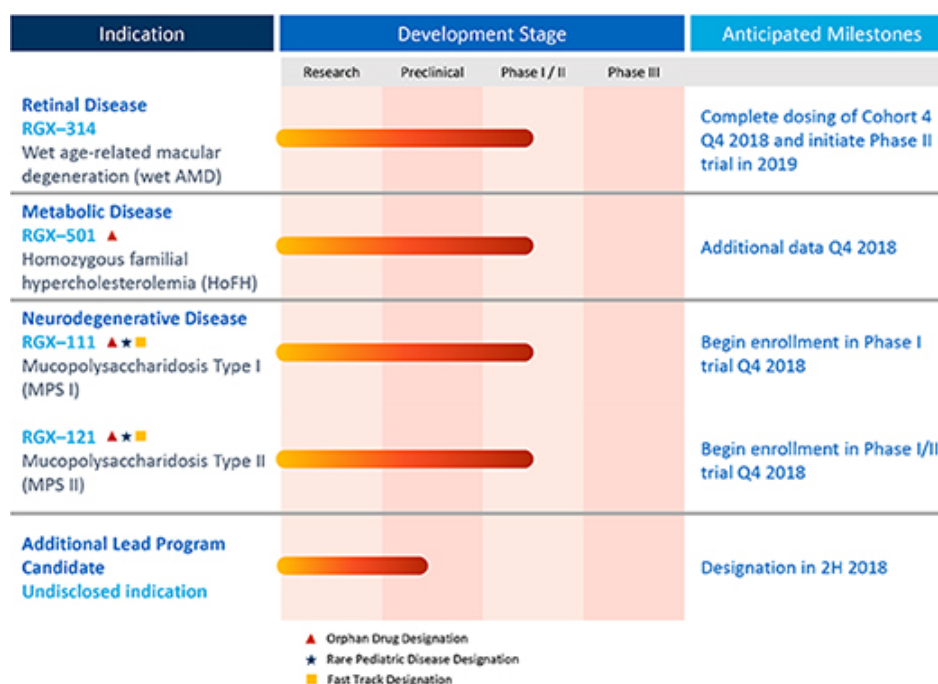 Indication
Development Stage
Anticipated Milestones
Research
Preclinical
Phase I / II
Phase III
Retinal Disease
RGX–314
Wet age-related macular
degeneration (wet AMD)
Complete dosing of Cohort 4
Q4 2018 and initiate Phase II
trial in 2019
Metabolic Disease
RGX–501
Homozygous familial
hypercholesterolemia (HoFH)
Additional data Q4 2018
Neurodegenerative Disease
RGX–111
Mucopolysaccharidosis Type I
(MPS I)
Begin enrollment in Phase I
trial Q4 2018
RGX–121
Mucopolysaccharidosis Type II
(MPS II)
Begin enrollment in Phase I/II
trial Q4 2018
Additional Lead Program
Candidate
Undisclosed indication
Designation in 2H 2018
Orphan Drug Designation
Rare Pediatric Disease Designation
Fast Track Designation